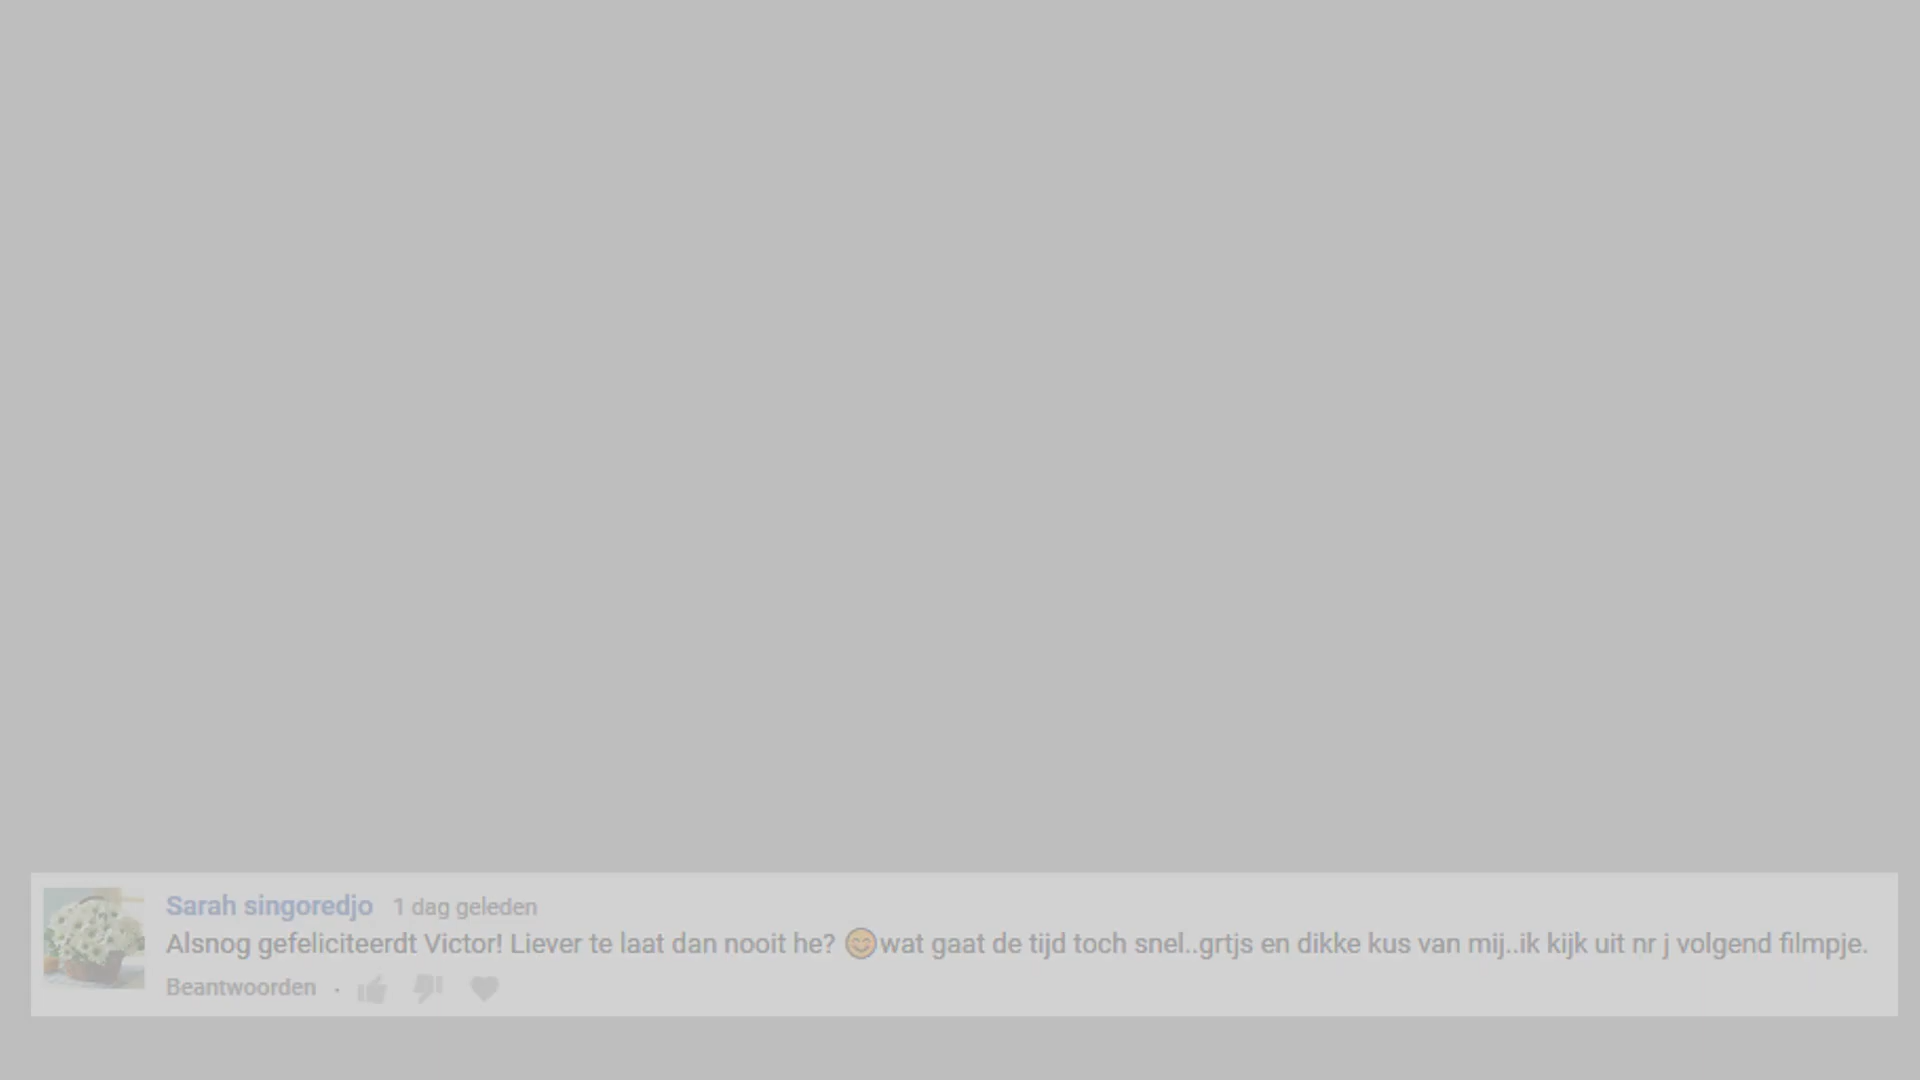 Sarah singoredjo 1 dag geleden
Alsnog gefeliciteerdt Victor! Liever te laat dan nooit he? 😊wat gaat de tijd toch snel..grtjs en dikke kus van mij..ik kijk uit nr j volgend filmpje.
Beantwoorden ·